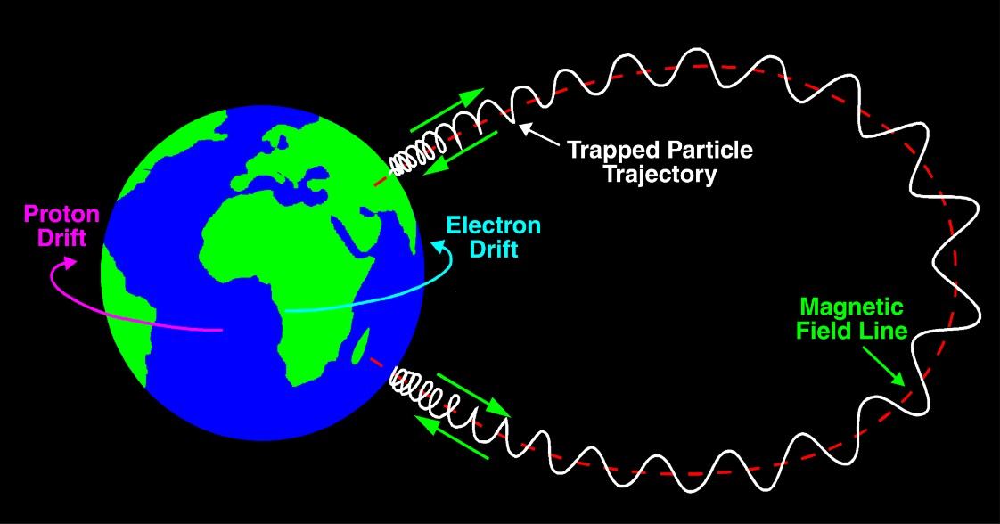 Trapped Particle
Trajectory
Proton
Drift
Electron
Drift
Magnetic
Field Line